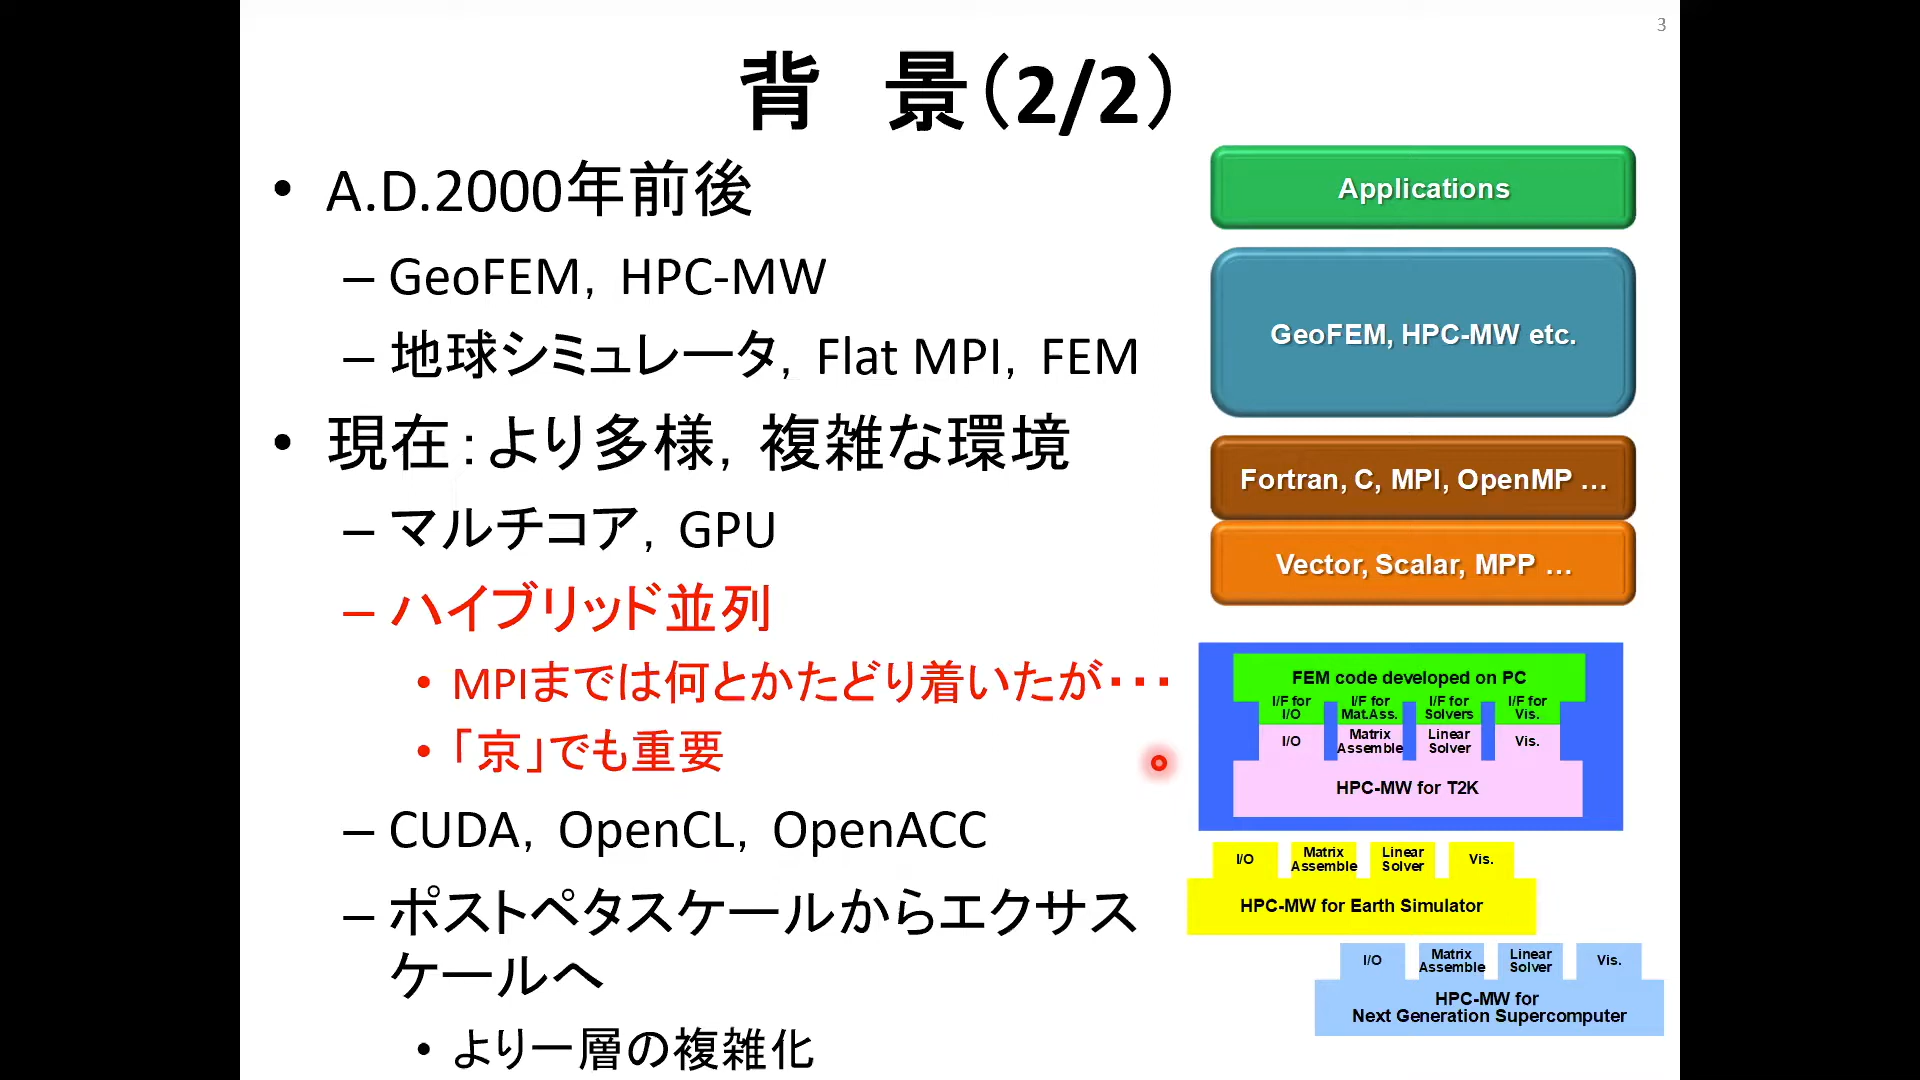 3
背　景（2/2）
• A.D.2000年前後
– GeoFEM，HPC-MW
– 地球シミュレータ，Flat MPI，FEM
• 現在：より多様，複雑な環境
– マルチコア，GPU
– ハイブリッド並列
• MPIまでは何とかたどり着いたが・・・
• 「京」でも重要
– CUDA，OpenCL，OpenACC
– ポストペタスケールからエクサス
ケールへ
• より一層の複雑化
Applications
GeoFEM, HPC-MW etc.
Fortran, C, MPI, OpenMP …
Vector, Scalar, MPP …
FEM code developed on PC
I/F for I/F for I/F for I/F for
I/O Mat.Ass. Solvers Vis.
I/O Matrix Linear Vis.
Assemble Solver
HPC-MW for T2K
I/O Matrix Linear Vis.
Assemble Solver
HPC-MW for Earth Simulator
I/O Matrix Linear Vis.
Assemble Solver
HPC-MW for
Next Generation Supercomputer